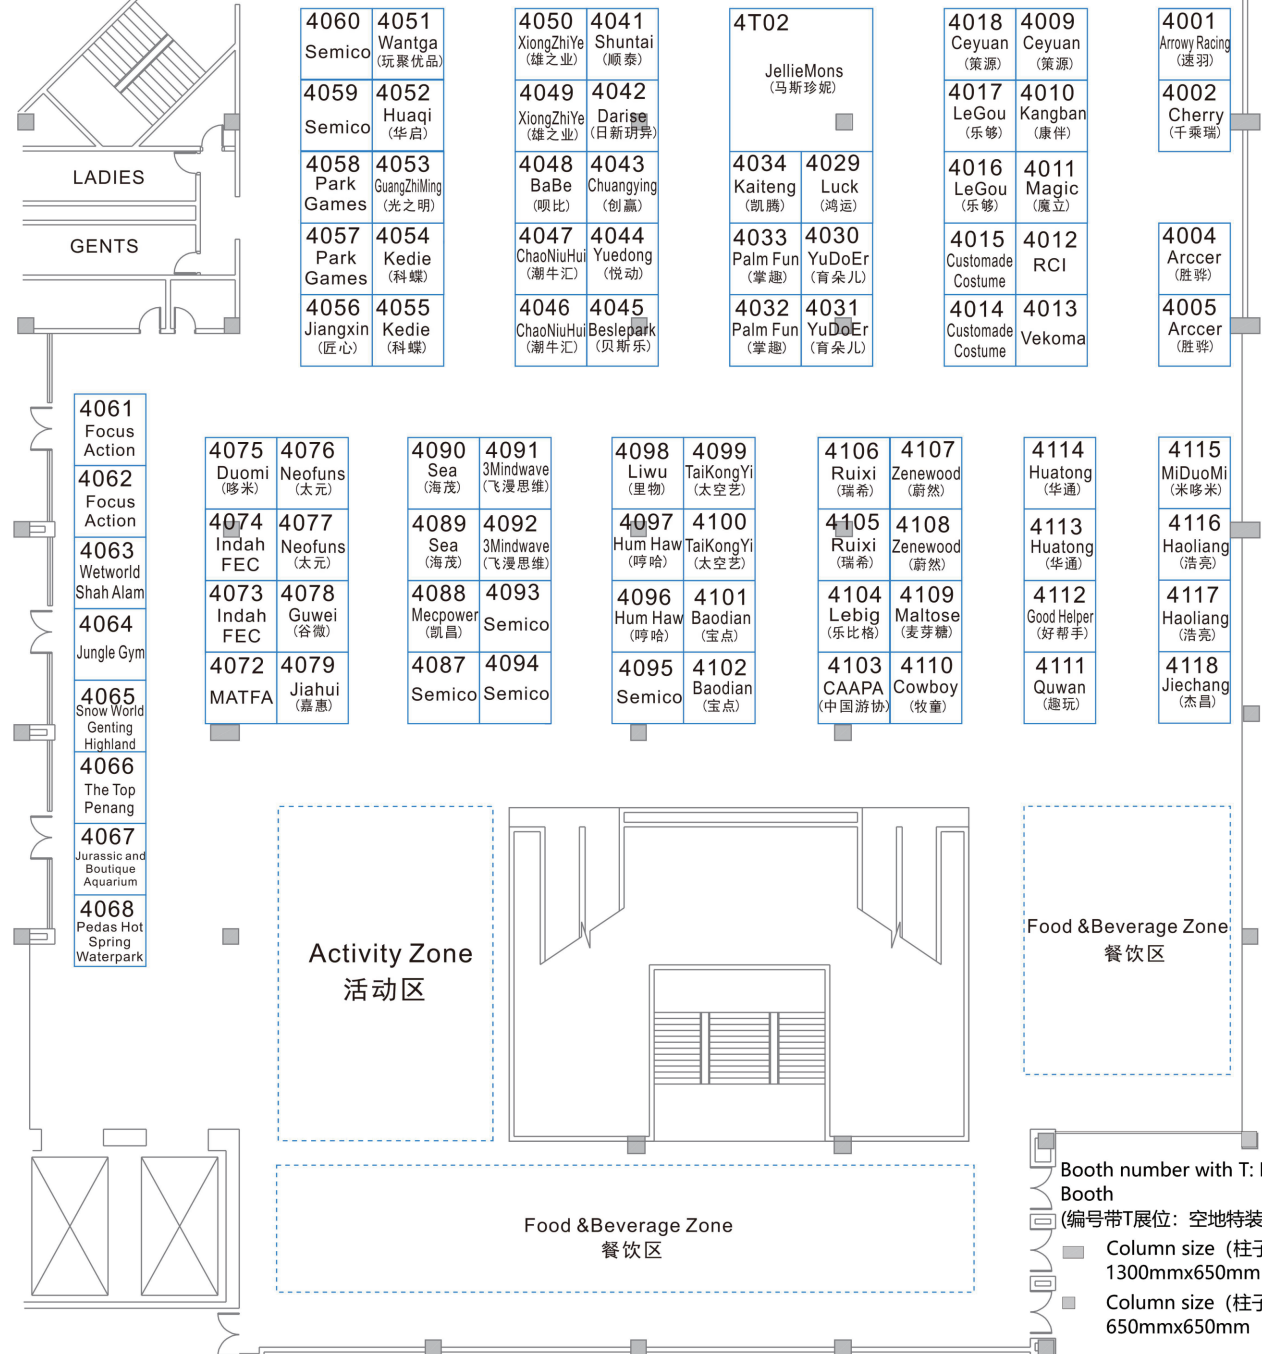 4060
Semico
4051
Wantga
(玩聚优品)
4050
XiongZhiYe
(雄之业)
4041
Shuntai
(顺泰)
4T02
JellieMons
(马斯珍妮)
4018
Ceyuan
(策源)
4009
Ceyuan
(策源)
4001
Arrowy Racing
(速羽)
4059
Semico
4052
Huaqi
(华启)
4049
XiongZhiYe
(雄之业)
4042
Darise
(日新玥异)
4017
LeGou
(乐够)
4010
Kangban
(康伴)
4002
Cherry
(千乘瑞)
LADIES
4058
Park
Games
4053
GuangZhiMing
(光之明)
4048
BaBe
(呗比)
4043
Chuangying
(创赢)
4034
Kaiteng
(凯腾)
4029
Luck
(鸿运)
4016
LeGou
(乐够)
4011
Magic
(魔立)
GENTS
4057
Park
Games
4054
Kedie
(科蝶)
4047
ChaoNiuHui
(潮牛汇)
4044
Yuedong
(悦动)
4033
Palm Fun
(掌趣)
4030
YuDoEr
(育朵儿)
4015
Customade
Costume
4012
RCI
4004
Arccer
(胜骅)
4056
Jiangxin
(匠心)
4055
Kedie
(科蝶)
4046
ChaoNiuHui
(潮牛汇)
4045
Beslepark
(贝斯乐)
4032
Palm Fun
(掌趣)
4031
YuDoEr
(育朵儿)
4014
Customade
Costume
4013
Vekoma
4005
Arccer
(胜骅)
4061
Focus
Action
4062
Focus
Action
4063
Wetworld
Shah Alam
4064
Jungle Gym
4065
Snow World
Genting
Highland
4066
The Top
Penang
4067
Jurassic and
Boutique
Aquarium
4068
Pedas Hot
Spring
Waterpark
4075
Duomi
(哆米)
4076
Neofuns
(太元)
4090
Sea
(海茂)
4091
3Mindwave
(飞漫思维)
4098
Liwu
(里物)
4099
TaiKongYi
(太空艺)
4106
Ruixi
(瑞希)
4107
Zenewood
(蔚然)
4114
Huatong
(华通)
4115
MiDuoMi
(米哆米)
4074
Indah
FEC
4077
Neofuns
(太元)
4089
Sea
(海茂)
4092
3Mindwave
(飞漫思维)
4097
Hum Haw
(哼哈)
4100
TaiKongYi
(太空艺)
4105
Ruixi
(瑞希)
4108
Zenewood
(蔚然)
4113
Huatong
(华通)
4116
Haoliang
(浩亮)
4073
Indah
FEC
4078
Guwei
(谷微)
4088
Mecpower
(凯昌)
4093
Semico
4096
Hum Haw
(哼哈)
4101
Baodian
(宝点)
4104
Lebig
(乐比格)
4109
Maltose
(麦芽糖)
4112
Good Helper
(好帮手)
4117
Haoliang
(浩亮)
4072
MATFA
4079
Jiahui
(嘉惠)
4087
Semico
4094
Semico
4095
Semico
4102
Baodian
(宝点)
4103
CAAPA
(中国游协)
4110
Cowboy
(牧童)
4111
Quwan
(趣玩)
4118
Jiechang
(杰昌)
Activity Zone
活动区
Food &Beverage Zone
餐饮区
Food &Beverage Zone
餐饮区
Booth number with T:
Booth
(编号带T展位：空地特装
Column size (柱子
1300mmx650mm
Column size (柱子
650mmx650mm